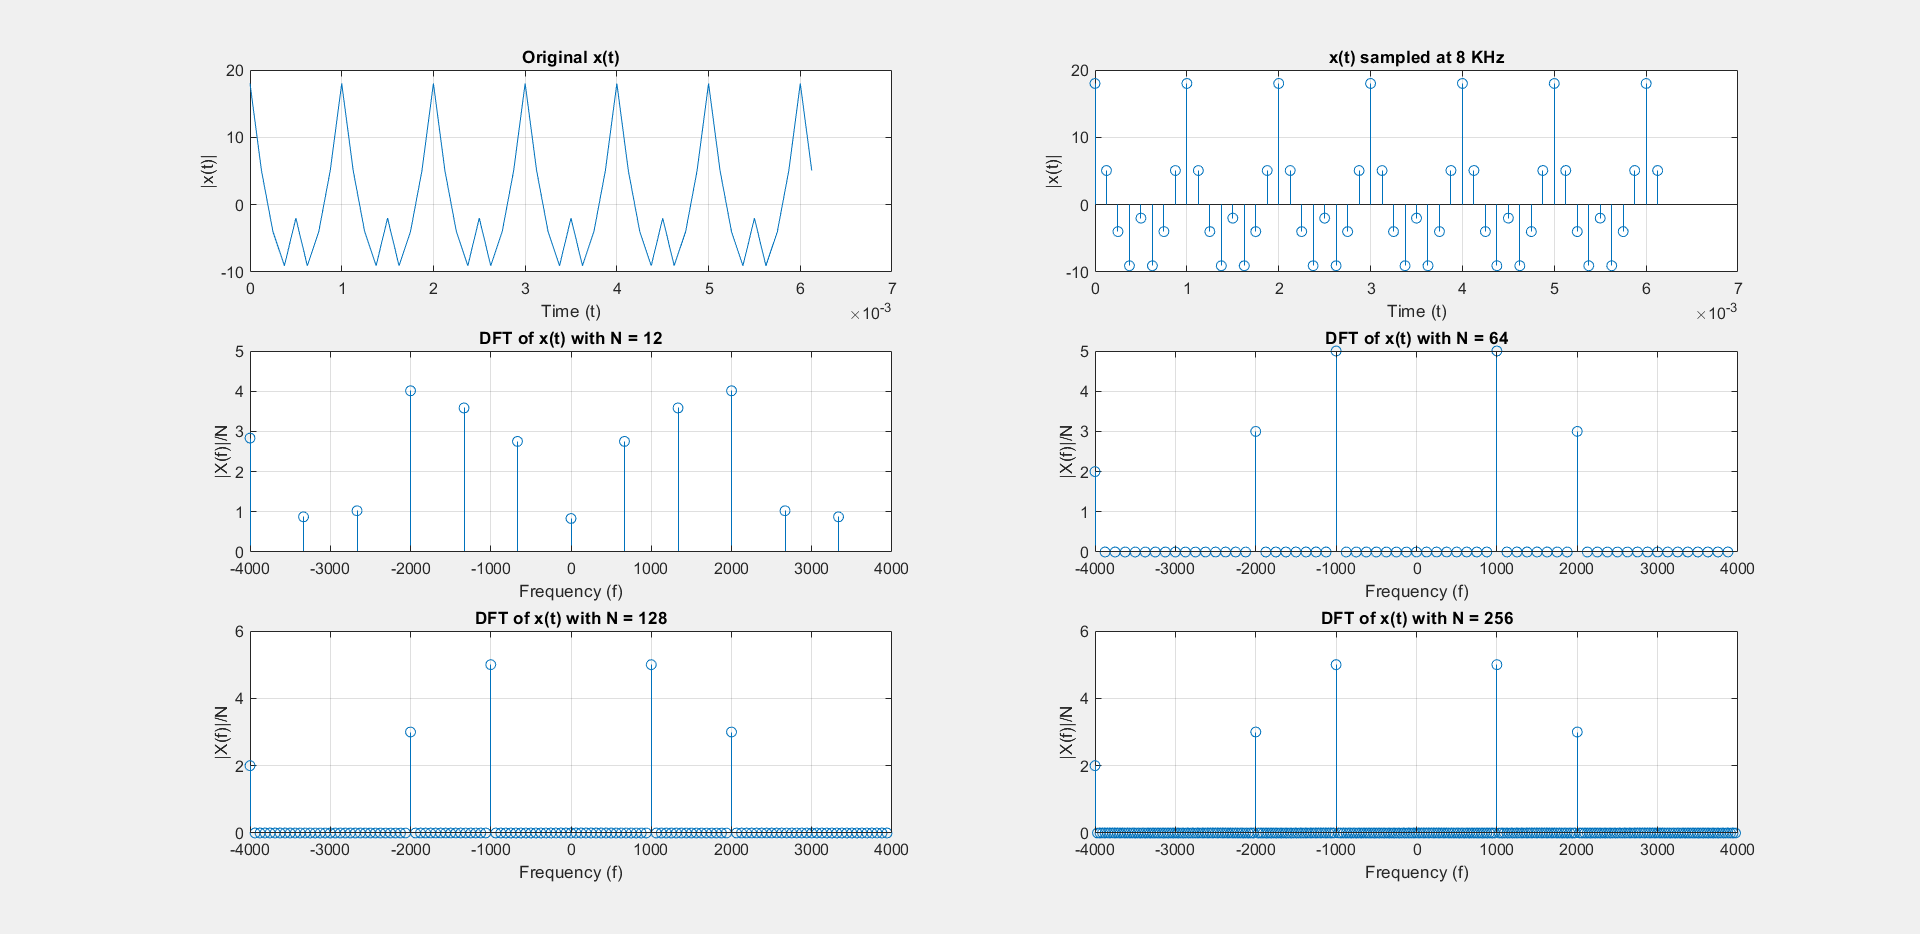 Original x(t)
20
10
0
-10
|x(t)|
0 1 2 3 4 5 6 7
Time (t)
×10-3
x(t) sampled at 8 KHz
20
10
0
-10
|x(t)|
0 1 2 3 4 5 6 7
Time (t)
×10-3
DFT of x(t) with N = 12
5
4
3
2
1
0
|X(f)|/N
-4000 -3000 -2000 -1000 0 1000 2000 3000 4000
Frequency (f)
DFT of x(t) with N = 64
5
4
3
2
1
0
|X(f)|/N
-4000 -3000 -2000 -1000 0 1000 2000 3000 4000
Frequency (f)
DFT of x(t) with N = 128
6
4
2
0
|X(f)|/N
-4000 -3000 -2000 -1000 0 1000 2000 3000 4000
Frequency (f)
DFT of x(t) with N = 256
6
4
2
0
|X(f)|/N
-4000 -3000 -2000 -1000 0 1000 2000 3000 4000
Frequency (f)